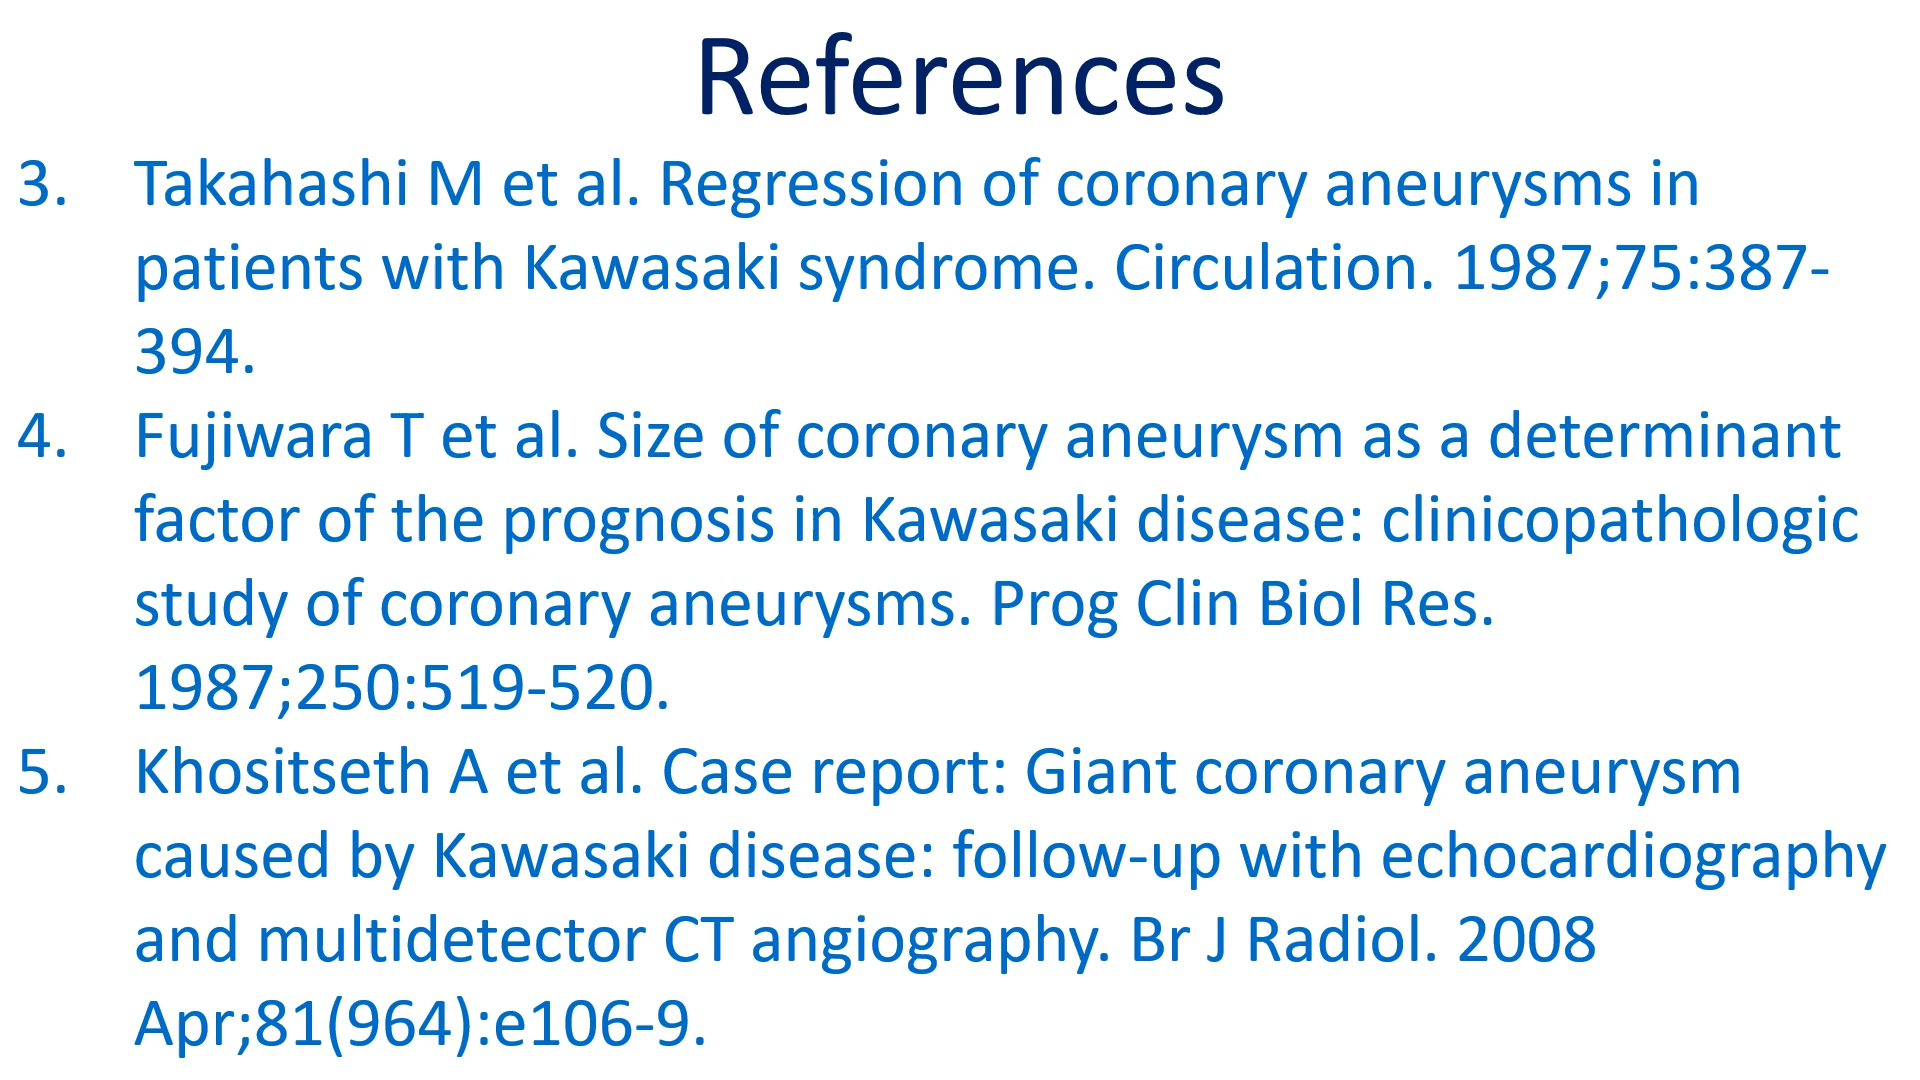 References
3. Takahashi M et al. Regression of coronary aneurysms in
patients with Kawasaki syndrome. Circulation. 1987;75:387-
394.
4. Fujiwara T et al. Size of coronary aneurysm as a determinant
factor of the prognosis in Kawasaki disease: clinicopathologic
study of coronary aneurysms. Prog Clin Biol Res.
1987;250:519-520.
5. Khositseth A et al. Case report: Giant coronary aneurysm
caused by Kawasaki disease: follow-up with echocardiography
and multidetector CT angiography. Br J Radiol. 2008
Apr;81(964):e106-9.